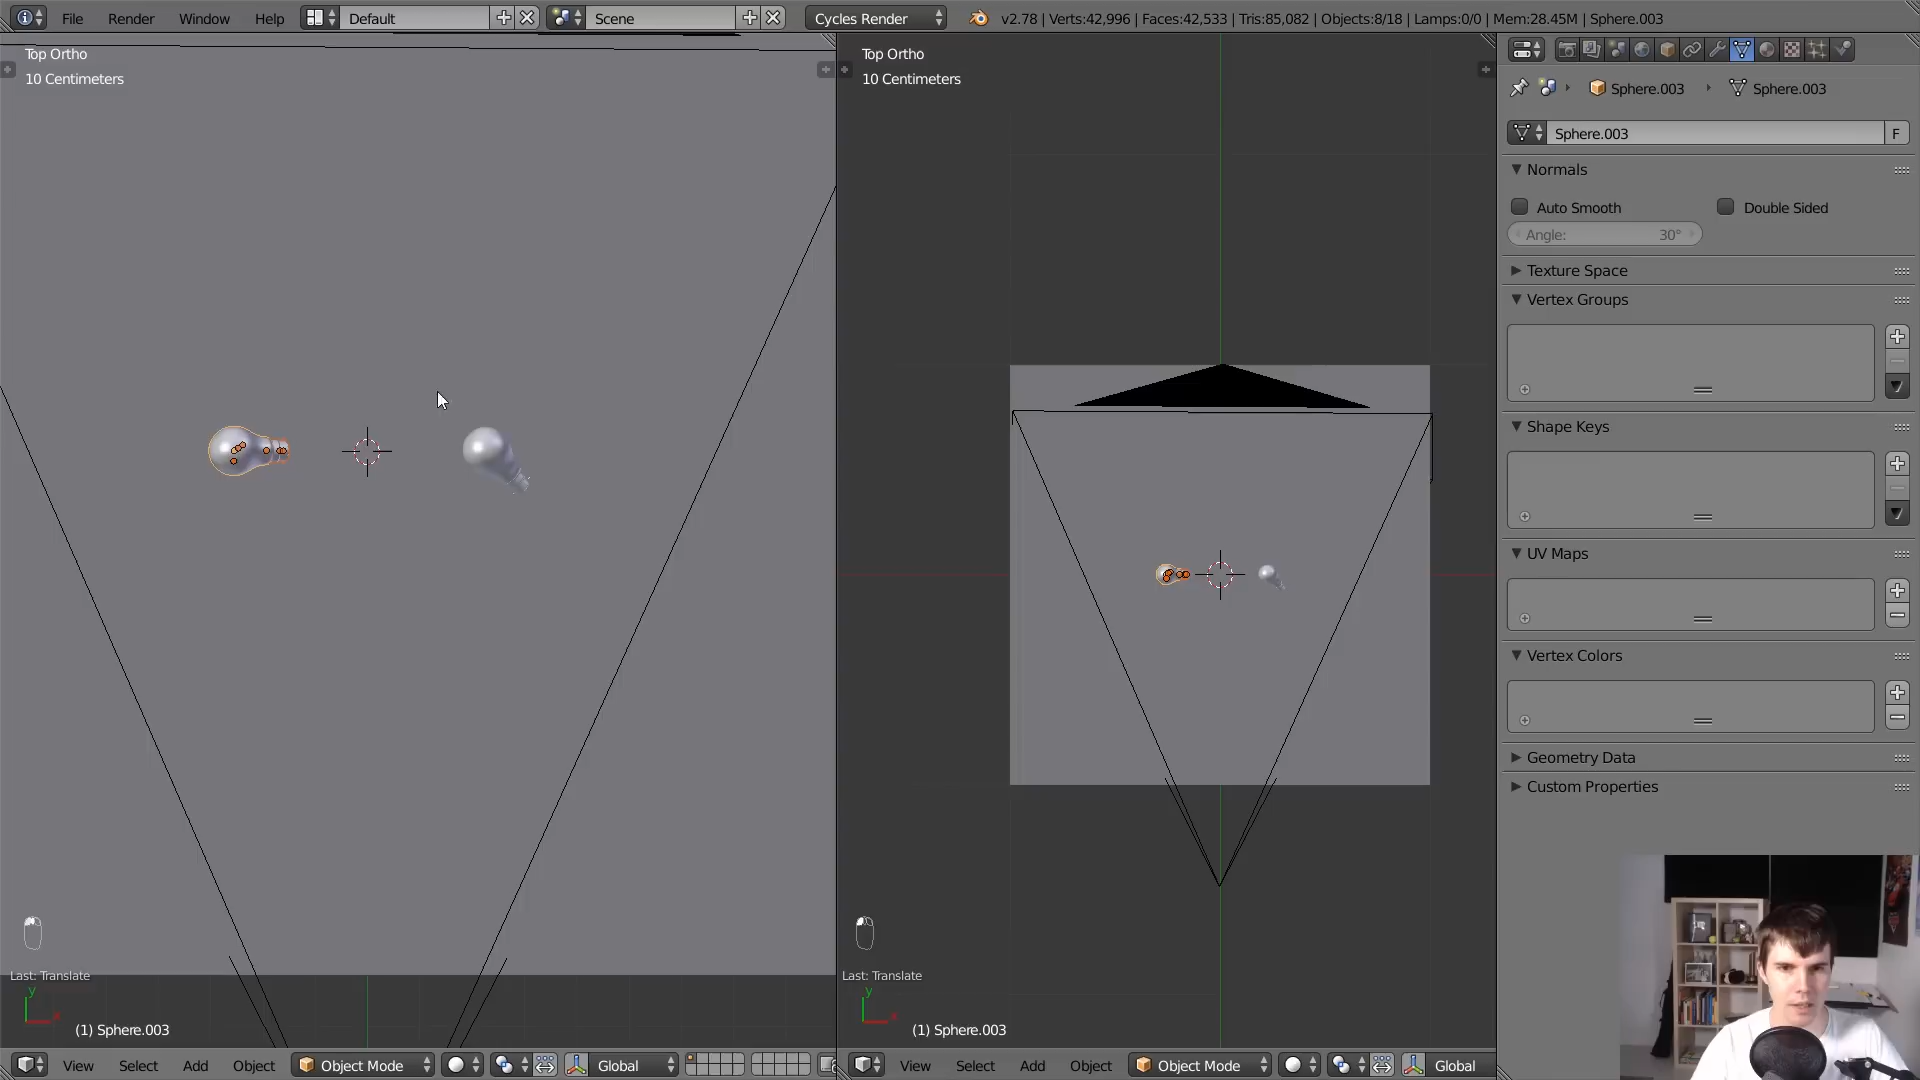 File Render Window Help Default Scene Cycles Render v2.78 | Verts:42,996 | Faces:42,533 | Tris:85,082 | Objects:8/18 | Lamps:0/0 | Mem:28.45M | Sphere.003
Top Ortho
10 Centimeters
Last: Translate
y
x
(1) Sphere.003
View Select Add Object Object Mode Global
Top Ortho
10 Centimeters
Last: Translate
y
x
(1) Sphere.003
View Select Add Object Object Mode Global
Sphere.003 Sphere.003
Sphere.003 F
Normals
Auto Smooth Double Sided
Angle: 30°
Texture Space
Vertex Groups
Shape Keys
UV Maps
Vertex Colors
Geometry Data
Custom Properties